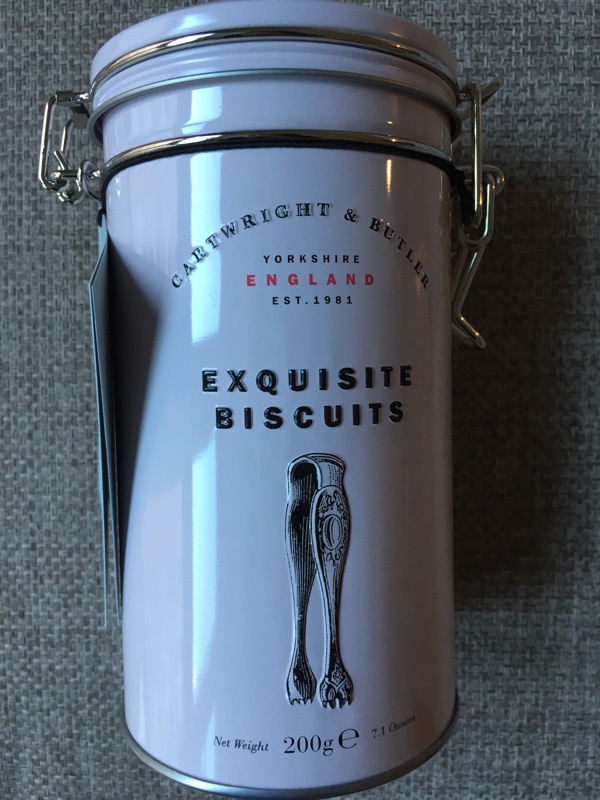 CARTWRIGHT & BUTLER
YORKSHIRE
ENGLAND
EST.1981
EXQUISITE
BISCUITS
Net Weight 200g ℮ 7.1 Ounces